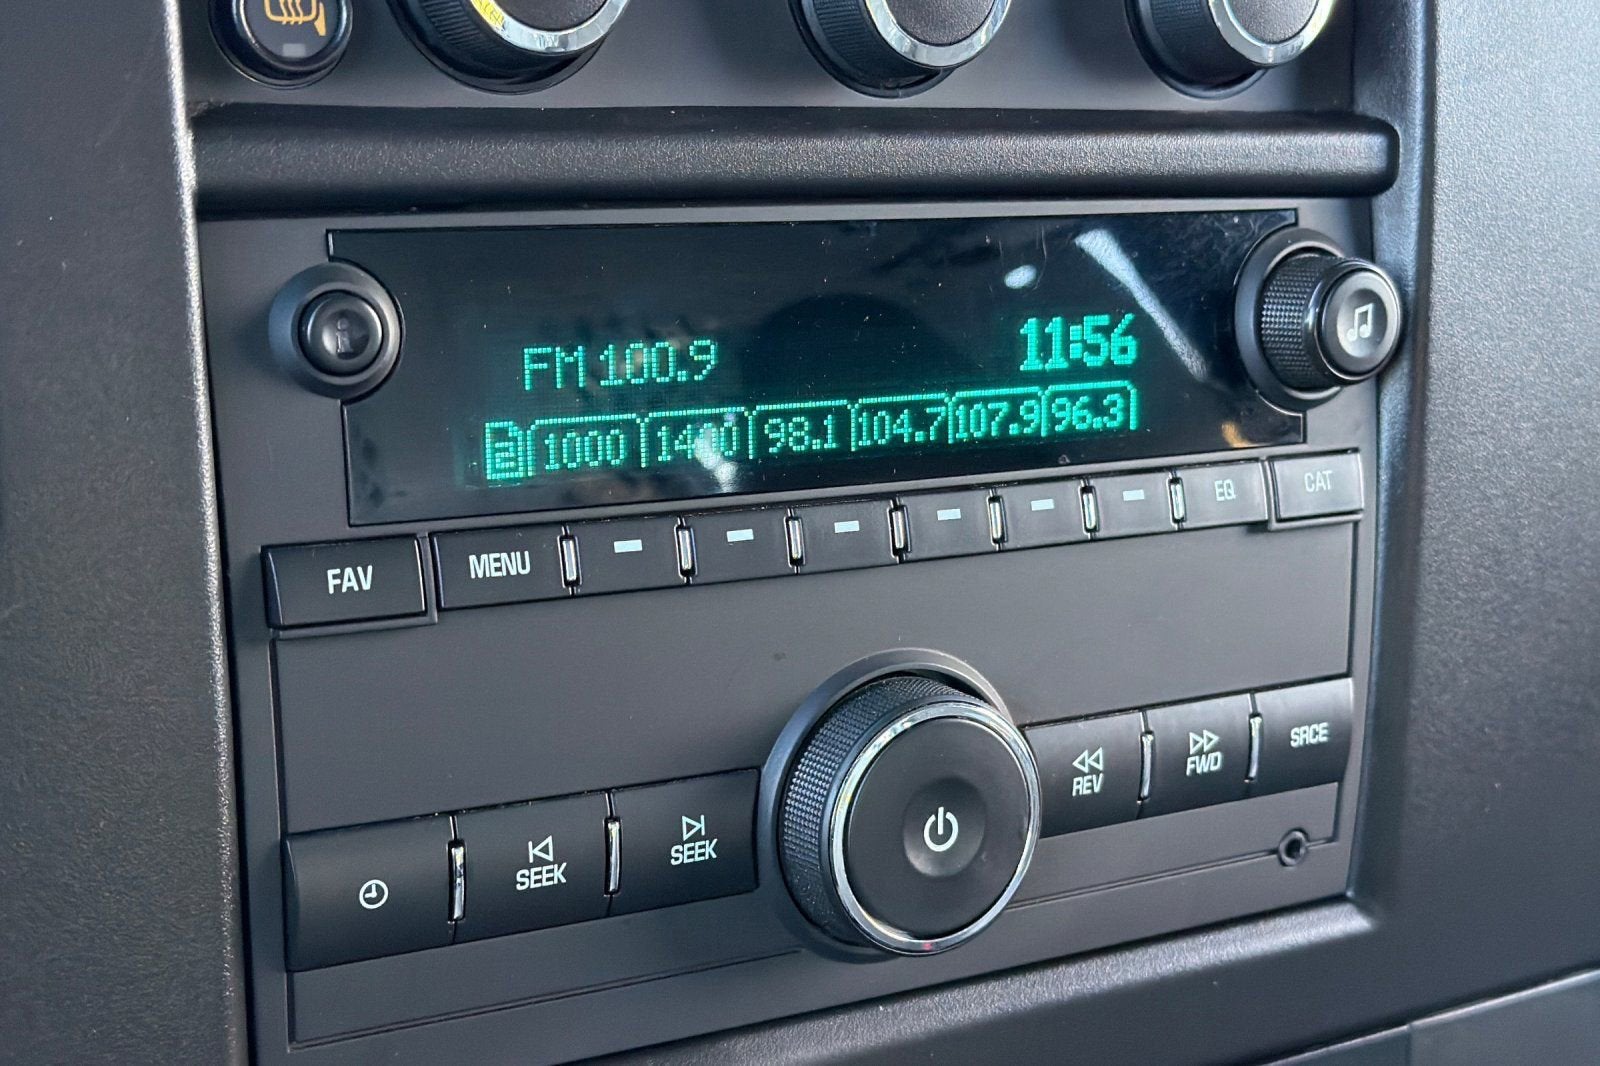 FM 100.9 11:56
2 1000 1400 98.1 104.7 107.9 96.3
EQ CAT
FAV MENU
REV FWD SRCE
SEEK SEEK